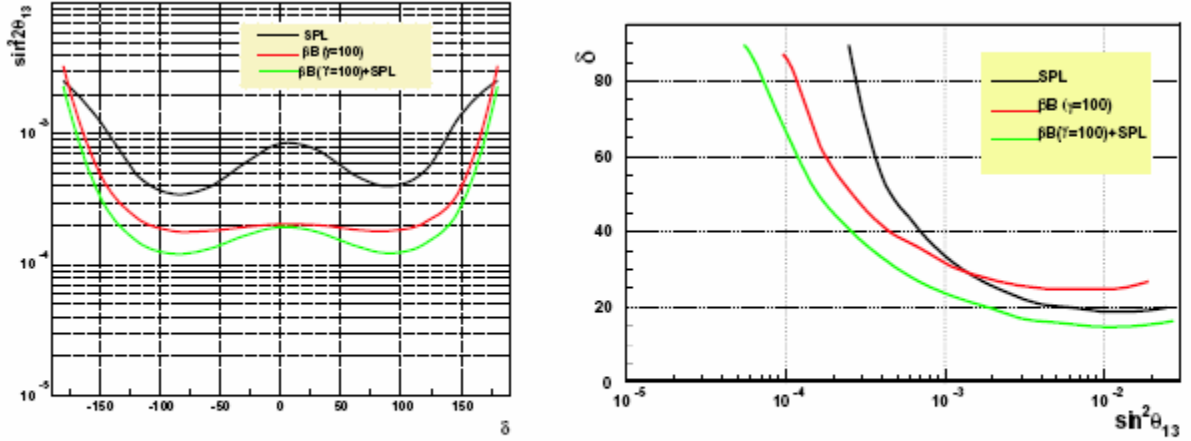 sin²2θ₁₃
SPL
βB (γ=100)
βB(γ=100)+SPL
10⁻³
10⁻⁴
10⁻⁵
-150 -100 -50 0 50 100 150
δ
δ
80
60
40
20
0
SPL
βB (γ=100)
βB(γ=100)+SPL
10⁻⁵ 10⁻⁴ 10⁻³ 10⁻²
sin²θ₁₃